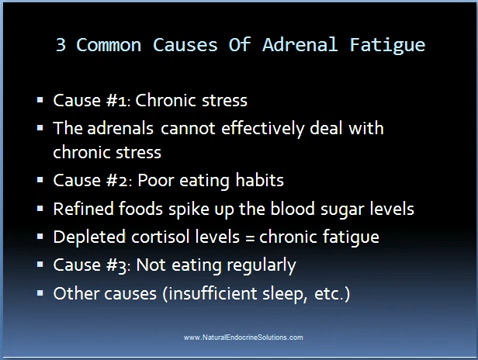 3 Common Causes Of Adrenal Fatigue
▪ Cause #1: Chronic stress
▪ The adrenals cannot effectively deal with
chronic stress
▪ Cause #2: Poor eating habits
▪ Refined foods spike up the blood sugar levels
▪ Depleted cortisol levels = chronic fatigue
▪ Cause #3: Not eating regularly
▪ Other causes (insufficient sleep, etc.)
www.NaturalEndocrineSolutions.com